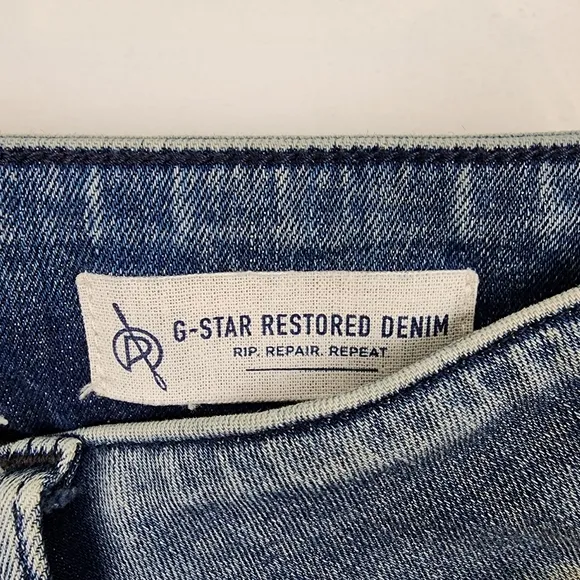 G-STAR RESTORED DENIM
RIP. REPAIR. REPEAT